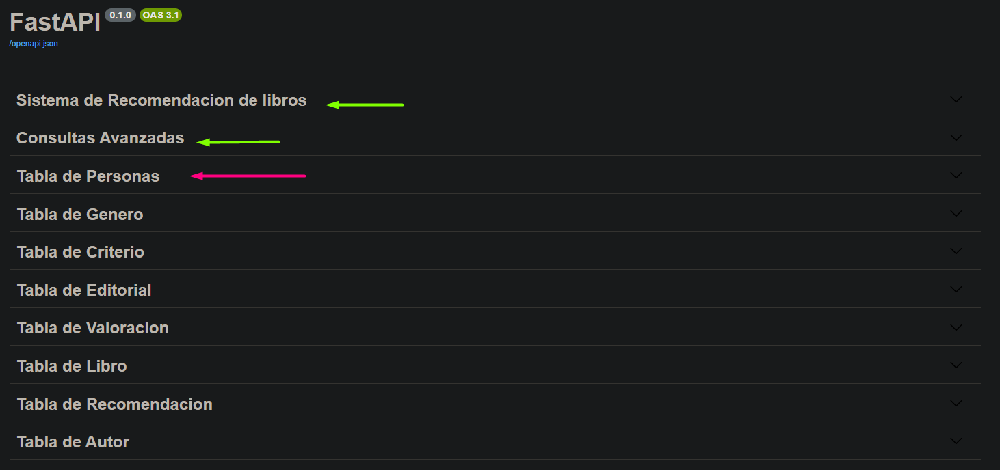 FastAPI 0.1.0 OAS 3.1
/openapi.json
Sistema de Recomendacion de libros
Consultas Avanzadas
Tabla de Personas
Tabla de Genero
Tabla de Criterio
Tabla de Editorial
Tabla de Valoracion
Tabla de Libro
Tabla de Recomendacion
Tabla de Autor